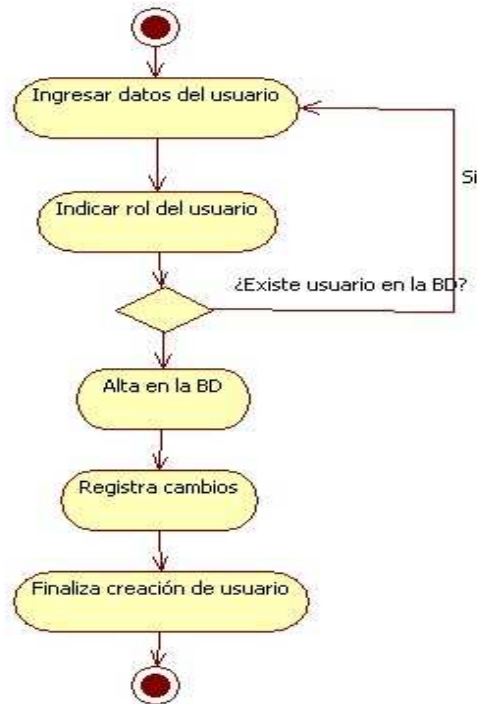 Ingresar datos del usuario
Si
Indicar rol del usuario
¿Existe usuario en la BD?
Alta en la BD
Registra cambios
Finaliza creación de usuario